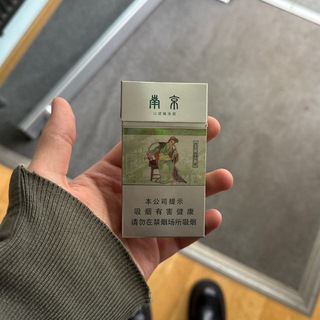 南京
本公司提示
吸烟有害健康
请勿在禁烟场所吸烟